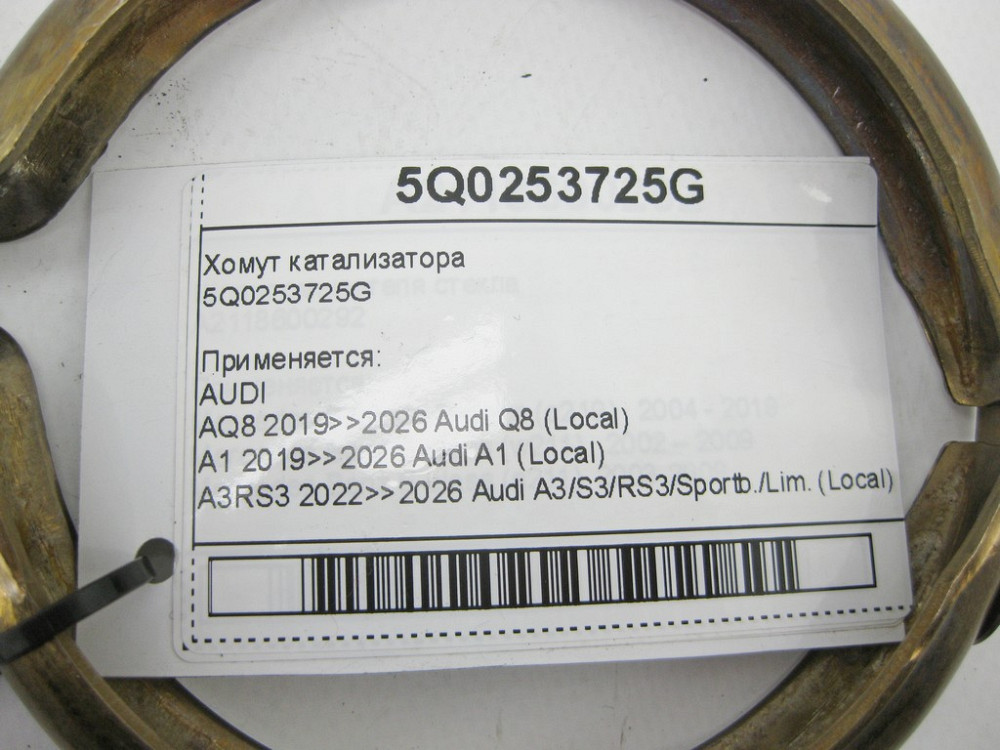 5Q0253725G
Хомут катализатора
5Q0253725G
Применяется:
AUDI
AQ8 2019>>2026 Audi Q8 (Local)
A1 2019>>2026 Audi A1 (Local)
A3RS3 2022>>2026 Audi A3/S3/RS3/Sportb./Lim. (Local)